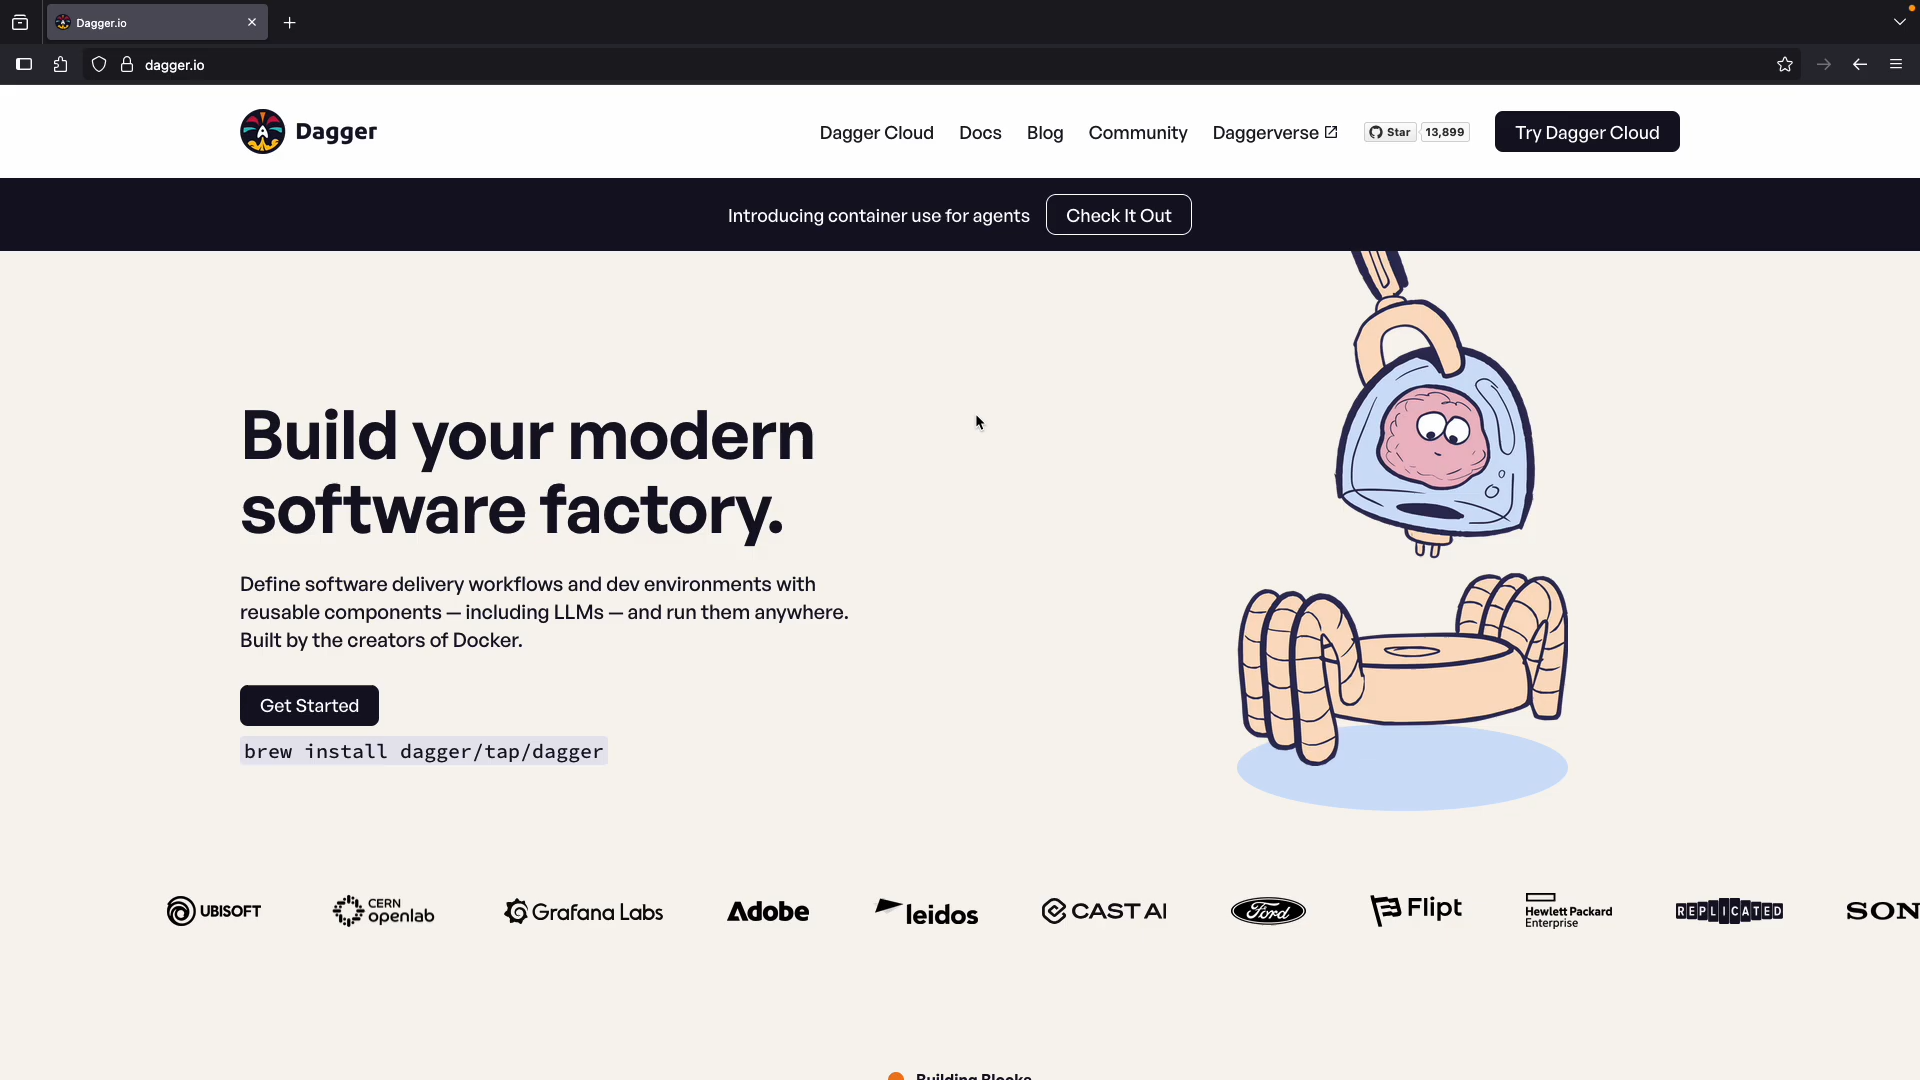 Dagger.io
dagger.io
Dagger
Dagger Cloud
Docs
Blog
Community
Daggerverse
Star
13,899
Try Dagger Cloud
Introducing container use for agents
Check It Out
Build your modern
software factory.
Define software delivery workflows and dev environments with
reusable components — including LLMs — and run them anywhere.
Built by the creators of Docker.
Get Started
brew install dagger/tap/dagger
UBISOFT
CERN
openlab
Grafana Labs
Adobe
leidos
CAST AI
Ford
Flipt
Hewlett Packard
Enterprise
REPLICATED
SON
Building Blocks